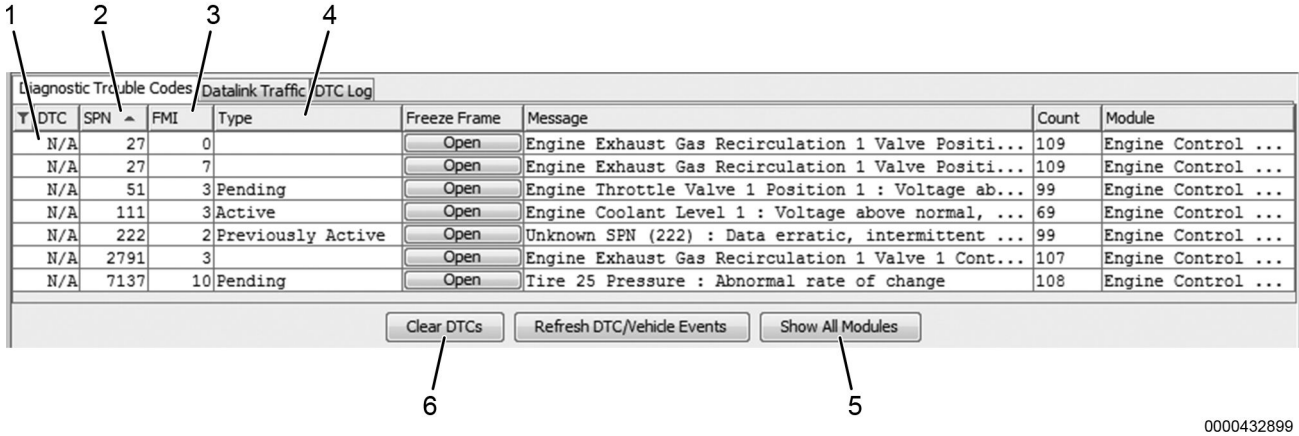 1 2 3 4
Diagnostic Trouble Codes Datalink Traffic DTC Log
DTC SPN FMI Type Freeze Frame Message Count Module
N/A 27 0 Open Engine Exhaust Gas Recirculation 1 Valve Positi... 109 Engine Control ...
N/A 27 7 Open Engine Exhaust Gas Recirculation 1 Valve Positi... 109 Engine Control ...
N/A 51 3 Pending Open Engine Throttle Valve 1 Position 1 : Voltage ab... 99 Engine Control ...
N/A 111 3 Active Open Engine Coolant Level 1 : Voltage above normal, ... 69 Engine Control ...
N/A 222 2 Previously Active Open Unknown SPN (222) : Data erratic, intermittent ... 99 Engine Control ...
N/A 2791 3 Open Engine Exhaust Gas Recirculation 1 Valve 1 Cont... 107 Engine Control ...
N/A 7137 10 Pending Open Tire 25 Pressure : Abnormal rate of change 108 Engine Control ...
Clear DTCs Refresh DTC/Vehicle Events Show All Modules
6 5
0000432899